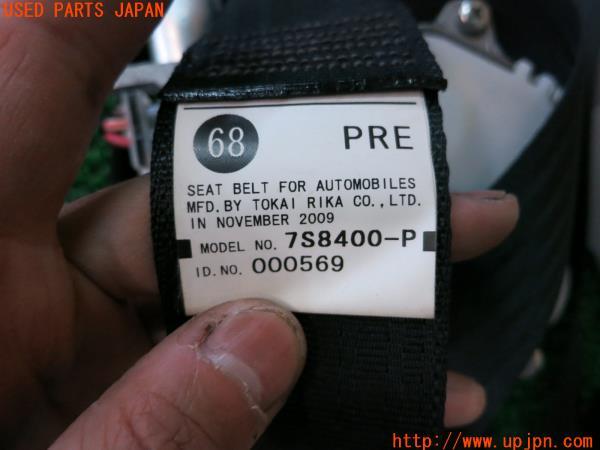 USED PARTS JAPAN
68 PRE
SEAT BELT FOR AUTOMOBILES
MFD. BY TOKAI RIKA CO., LTD.
IN NOVEMBER 2009
MODEL NO. 7S8400-P
ID. NO. 000569
http://www.upjpn.com/